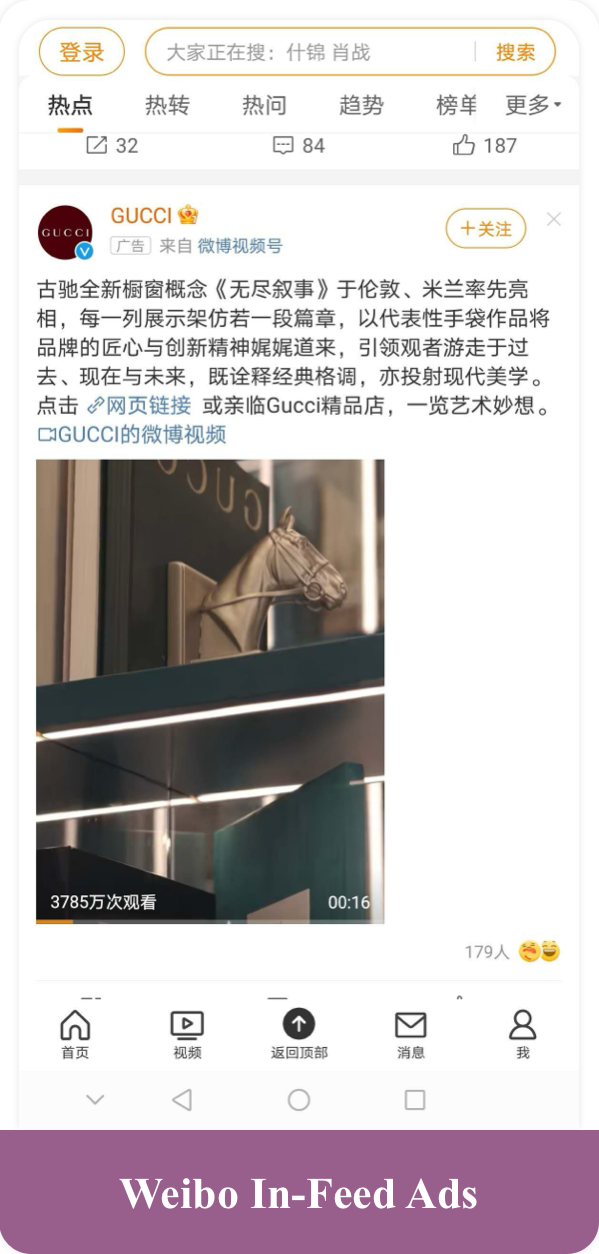 登录
大家正在搜：什锦 肖战
搜索
热点 热转 热问 趋势 榜单 更多
32 84 187
GUCCI
GUCCI
V
+关注
广告 来自 微博视频号
古驰全新橱窗概念《无尽叙事》于伦敦、米兰率先亮
相，每一列展示架仿若一段篇章，以代表性手袋作品将
品牌的匠心与创新精神娓娓道来，引领观者游走于过
去、现在与未来，既诠释经典格调，亦投射现代美学。
点击 网页链接 或亲临Gucci精品店，一览艺术妙想。
GUCCI的微博视频
GUCCI
3785万次观看 00:16
179人
首页 视频 返回顶部 消息 我
Weibo In-Feed Ads